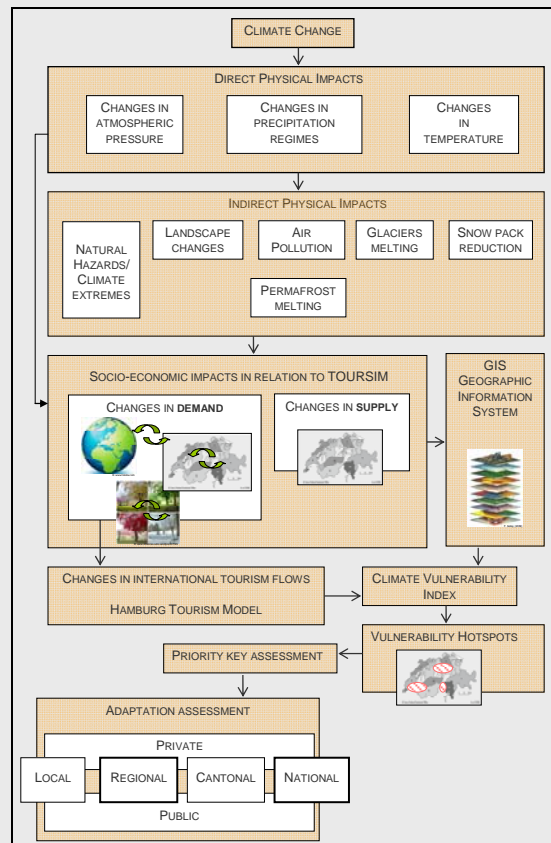 CLIMATE CHANGE
DIRECT PHYSICAL IMPACTS
CHANGES IN
ATMOSPHERIC
PRESSURE
CHANGES IN
PRECIPITATION
REGIMES
CHANGES
IN
TEMPERATURE
INDIRECT PHYSICAL IMPACTS
NATURAL
HAZARDS/
CLIMATE
EXTREMES
LANDSCAPE
CHANGES
AIR
POLLUTION
GLACIERS
MELTING
SNOW PACK
REDUCTION
PERMAFROST
MELTING
SOCIO-ECONOMIC IMPACTS IN RELATION TO TOURSIM
CHANGES IN DEMAND
CHANGES IN SUPPLY
GIS
GEOGRAPHIC
INFORMATION
SYSTEM
CHANGES IN INTERNATIONAL TOURISM FLOWS
HAMBURG TOURISM MODEL
CLIMATE VULNERABILITY
INDEX
VULNERABILITY HOTSPOTS
PRIORITY KEY ASSESSMENT
ADAPTATION ASSESSMENT
PRIVATE
LOCAL
REGIONAL
CANTONAL
NATIONAL
PUBLIC